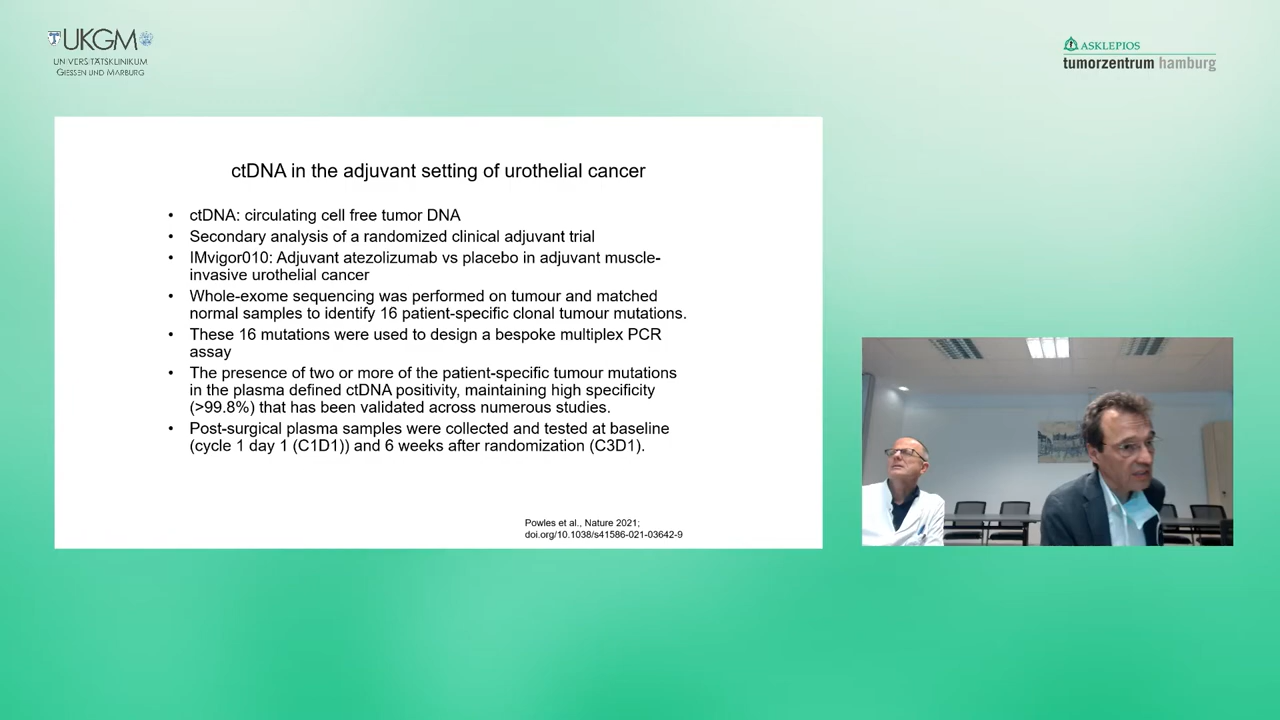 UKGM
UNIVERSITÄTSKLINIKUM
GIESSEN UND MARBURG
ASKLEPIOS
tumorzentrum hamburg
ctDNA in the adjuvant setting of urothelial cancer
• ctDNA: circulating cell free tumor DNA
• Secondary analysis of a randomized clinical adjuvant trial
• IMvigor010: Adjuvant atezolizumab vs placebo in adjuvant muscle-
invasive urothelial cancer
• Whole-exome sequencing was performed on tumour and matched
normal samples to identify 16 patient-specific clonal tumour mutations.
• These 16 mutations were used to design a bespoke multiplex PCR
assay
• The presence of two or more of the patient-specific tumour mutations
in the plasma defined ctDNA positivity, maintaining high specificity
(>99.8%) that has been validated across numerous studies.
• Post-surgical plasma samples were collected and tested at baseline
(cycle 1 day 1 (C1D1)) and 6 weeks after randomization (C3D1).
Powles et al., Nature 2021;
doi.org/10.1038/s41586-021-03642-9